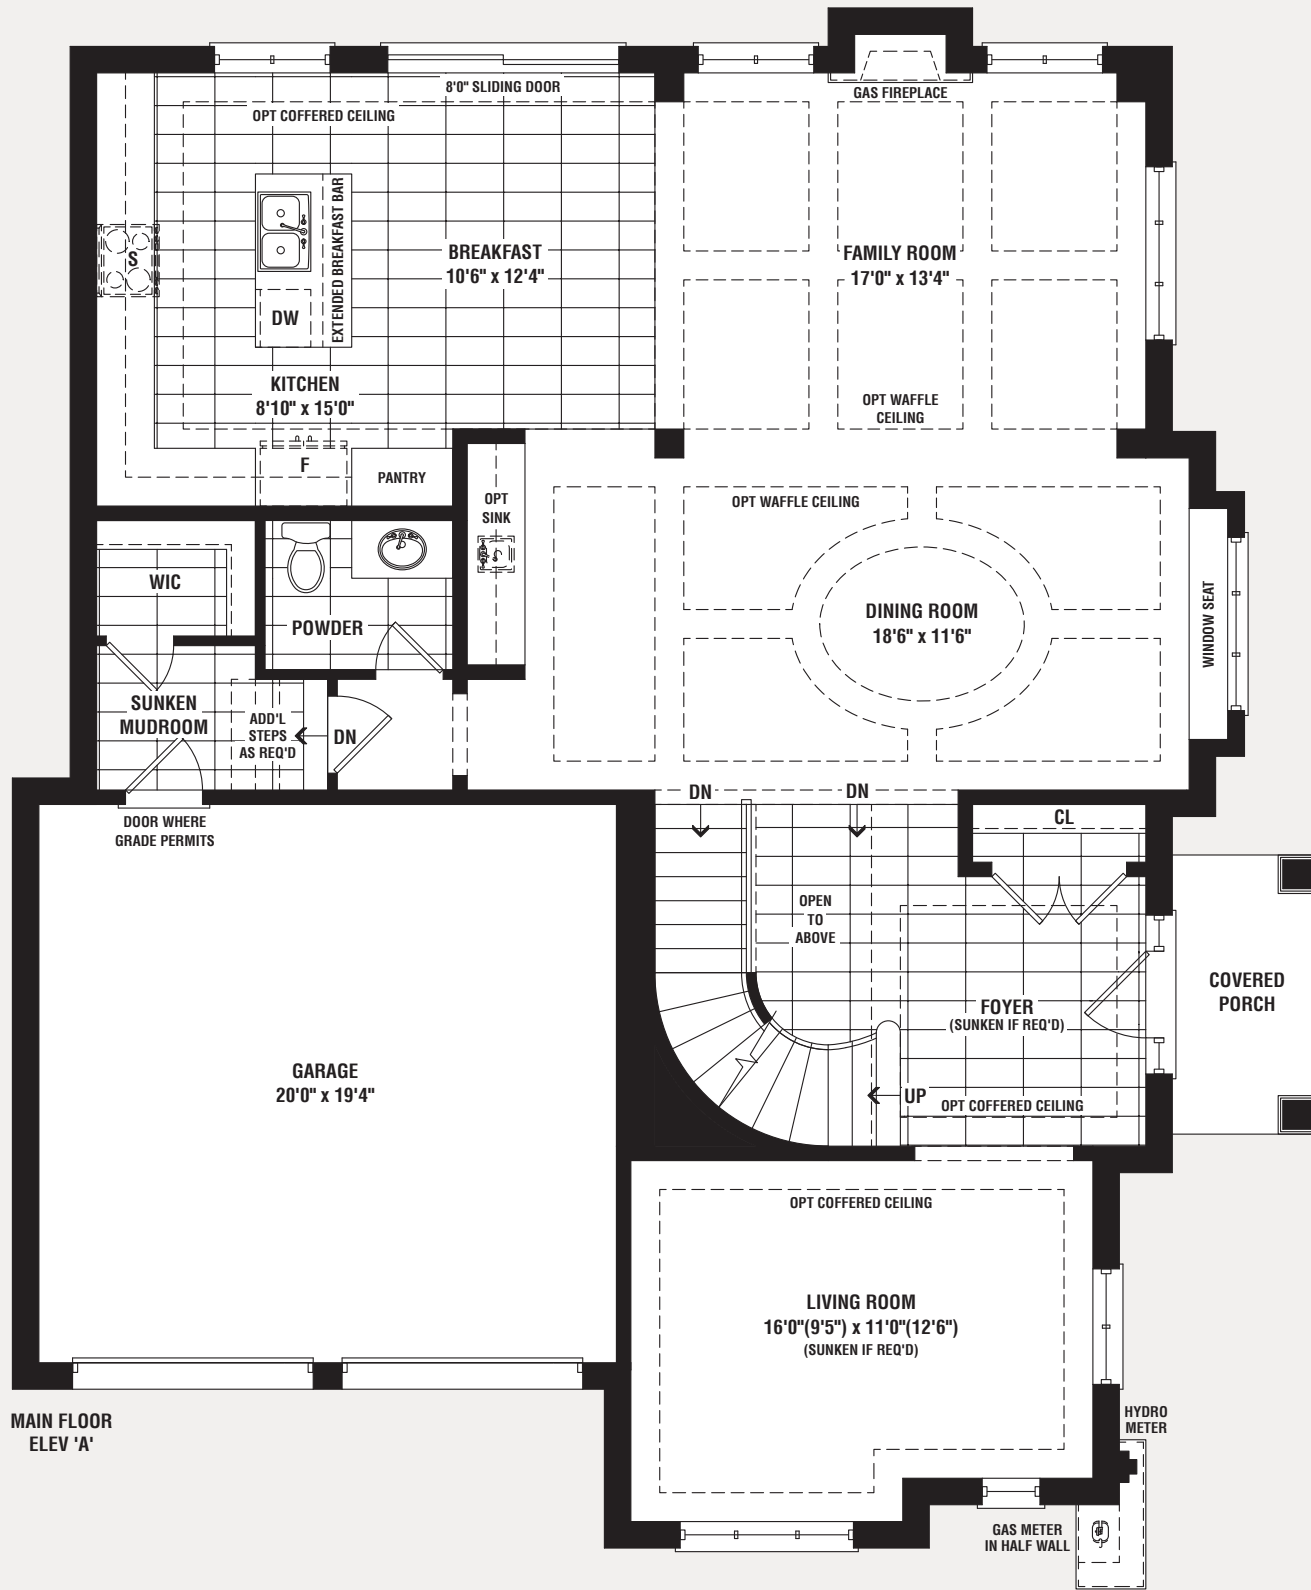 8'0" SLIDING DOOR
OPT COFFERED CEILING
GAS FIREPLACE
S
EXTENDED BREAKFAST BAR
DW
BREAKFAST
10'6" x 12'4"
FAMILY ROOM
17'0" x 13'4"
KITCHEN
8'10" x 15'0"
OPT WAFFLE
CEILING
F
PANTRY
OPT
SINK
OPT WAFFLE CEILING
WIC
POWDER
DINING ROOM
18'6" x 11'6"
WINDOW SEAT
SUNKEN
MUDROOM
ADD'L
STEPS
AS REQ'D
DN
DN
DN
DOOR WHERE
GRADE PERMITS
CL
OPEN
TO
ABOVE
COVERED
PORCH
FOYER
(SUNKEN IF REQ'D)
GARAGE
20'0" x 19'4"
UP
OPT COFFERED CEILING
OPT COFFERED CEILING
LIVING ROOM
16'0"(9'5") x 11'0"(12'6")
(SUNKEN IF REQ'D)
MAIN FLOOR
ELEV 'A'
HYDRO
METER
GAS METER
IN HALF WALL